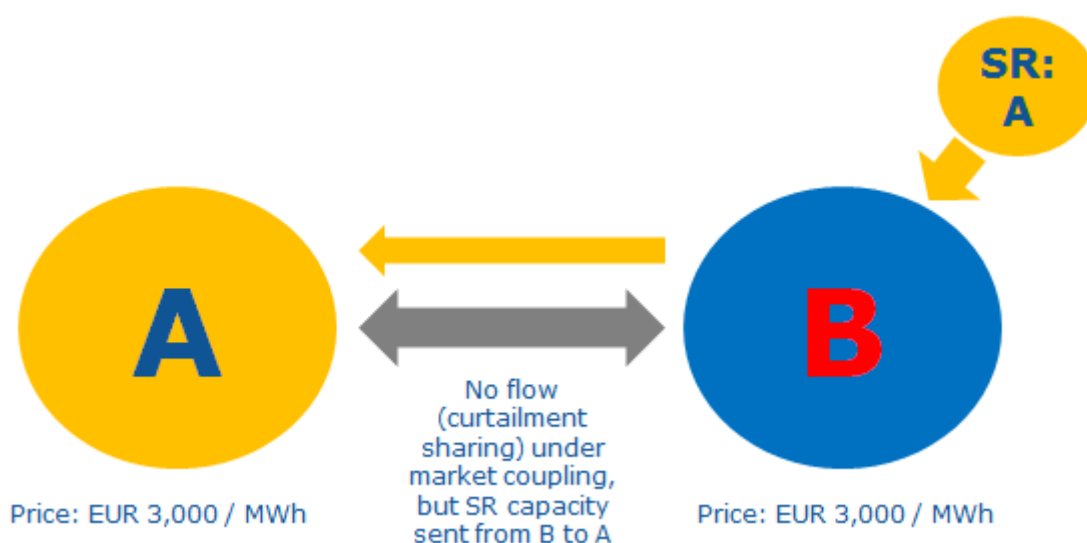 SR:
A
A
B
No flow
(curtailment
sharing) under
market coupling,
but SR capacity
sent from B to A
Price: EUR 3,000 / MWh
Price: EUR 3,000 / MWh